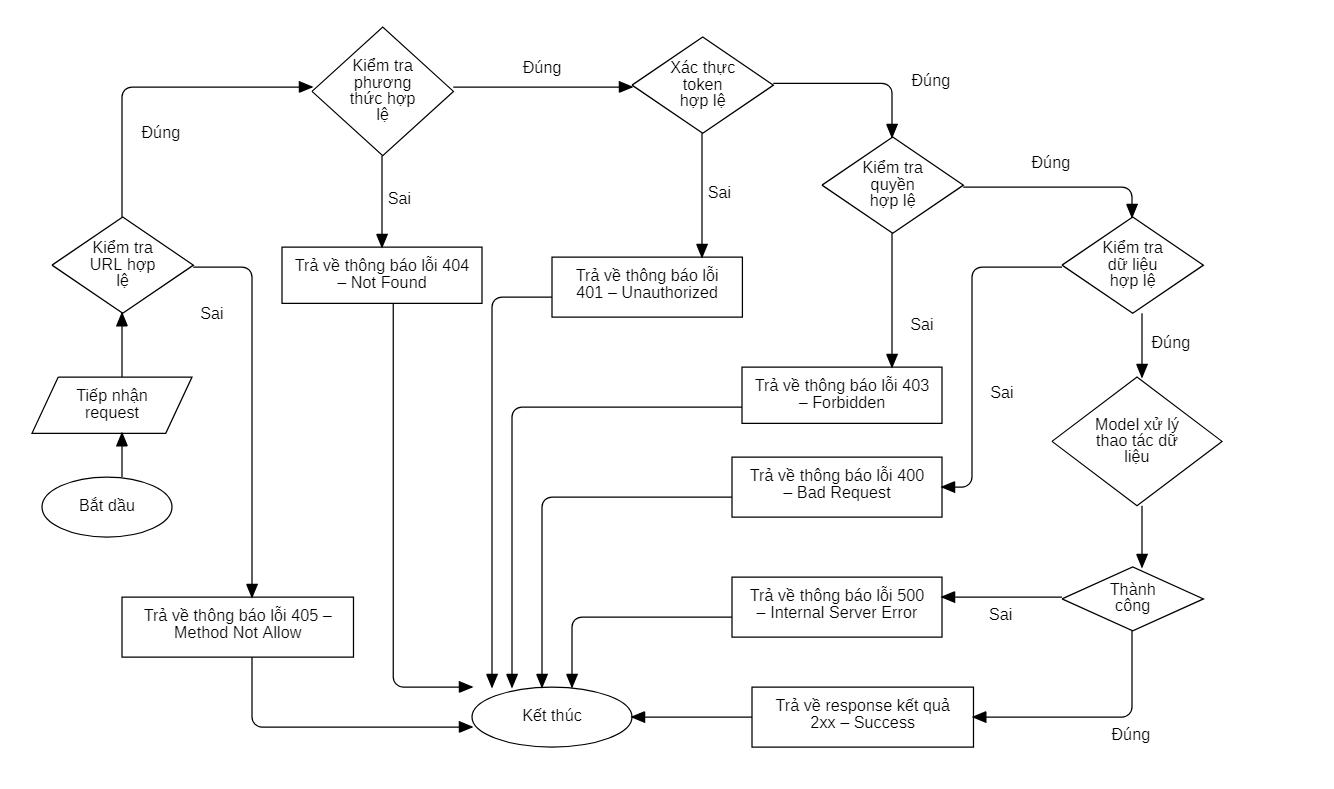 Kiểm tra
phương
thức hợp
lệ
Đúng
Xác thực
token
hợp lệ
Đúng
Đúng
Sai
Sai
Kiểm tra
quyền
hợp lệ
Đúng
Kiểm tra
URL hợp
lệ
Sai
Trả về thông báo lỗi 404
– Not Found
Trả về thông báo lỗi
401 – Unauthorized
Kiểm tra
dữ liệu
hợp lệ
Sai
Đúng
Tiếp nhận
request
Trả về thông báo lỗi 403
– Forbidden
Sai
Model xử lý
thao tác dữ
liệu
Bắt dầu
Trả về thông báo lỗi 400
– Bad Request
Trả về thông báo lỗi 405 –
Method Not Allow
Trả về thông báo lỗi 500
– Internal Server Error
Sai
Thành
công
Kết thúc
Trả về response kết quả
2xx – Success
Đúng